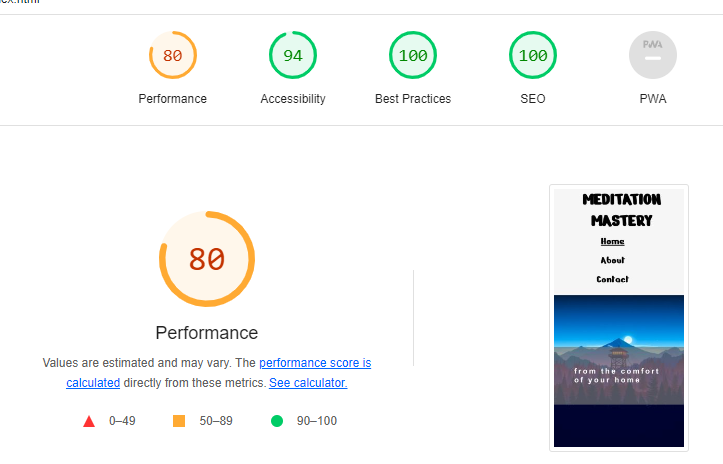 80
94
100
100
PWA
Performance
Accessibility
Best Practices
SEO
PWA
80
Performance
Values are estimated and may vary. The performance score is
calculated directly from these metrics. See calculator.
0–49
50–89
90–100
MEDITATION
MASTERY
Home
About
Contact
from the comfort
of your home